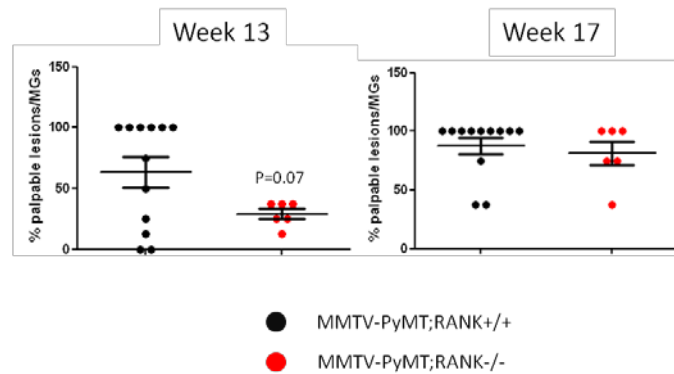 Week 13
Week 17
% palpable lesions/MGs
150
100
50
0
P=0.07
% palpable lesions/MGs
150
100
50
0
MMTV-PyMT;RANK+/+
MMTV-PyMT;RANK-/-